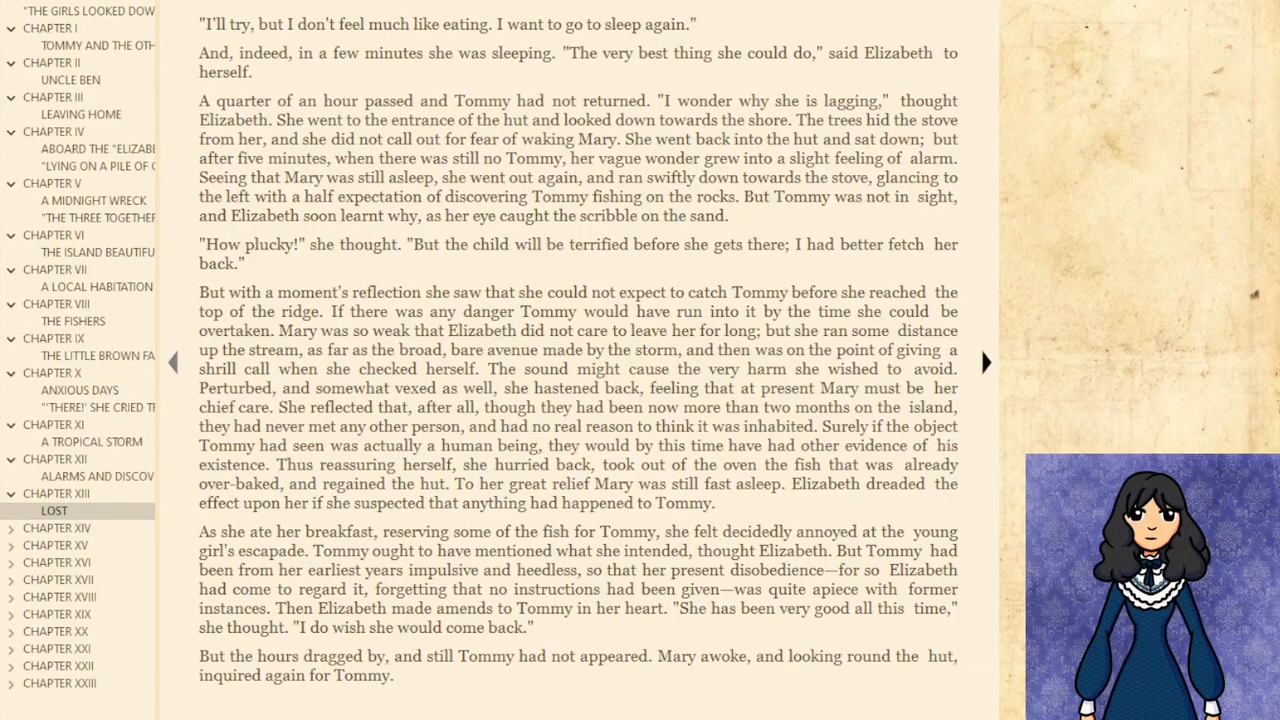 "THE GIRLS LOOKED DOW
CHAPTER I
TOMMY AND THE OTH
CHAPTER II
UNCLE BEN
CHAPTER III
LEAVING HOME
CHAPTER IV
ABOARD THE "ELIZABE
"LYING ON A PILE OF
CHAPTER V
A MIDNIGHT WRECK
"THE THREE TOGETHER
CHAPTER VI
THE ISLAND BEAUTIFU
CHAPTER VII
A LOCAL HABITATION
CHAPTER VIII
THE FISHERS
CHAPTER IX
THE LITTLE BROWN FA
CHAPTER X
ANXIOUS DAYS
"'THERE!' SHE CRIED
CHAPTER XI
A TROPICAL STORM
CHAPTER XII
ALARMS AND DISCOV
CHAPTER XIII
LOST
CHAPTER XIV
CHAPTER XV
CHAPTER XVI
CHAPTER XVII
CHAPTER XVIII
CHAPTER XIX
CHAPTER XX
CHAPTER XXI
CHAPTER XXII
CHAPTER XXIII
"I'll try, but I don't feel much like eating. I want to go to sleep again."
And, indeed, in a few minutes she was sleeping. "The very best thing she could do," said Elizabeth to
herself.
A quarter of an hour passed and Tommy had not returned. "I wonder why she is lagging," thought
Elizabeth. She went to the entrance of the hut and looked down towards the shore. The trees hid the stove
from her, and she did not call out for fear of waking Mary. She went back into the hut and sat down; but
after five minutes, when there was still no Tommy, her vague wonder grew into a slight feeling of alarm.
Seeing that Mary was still asleep, she went out again, and ran swiftly down towards the stove, glancing to
the left with a half expectation of discovering Tommy fishing on the rocks. But Tommy was not in sight,
and Elizabeth soon learnt why, as her eye caught the scribble on the sand.
"How plucky!" she thought. "But the child will be terrified before she gets there; I had better fetch her
back."
But with a moment's reflection she saw that she could not expect to catch Tommy before she reached the
top of the ridge. If there was any danger Tommy would have run into it by the time she could be
overtaken. Mary was so weak that Elizabeth did not care to leave her for long; but she ran some distance
up the stream, as far as the broad, bare avenue made by the storm, and then was on the point of giving a
shrill call when she checked herself. The sound might cause the very harm she wished to avoid.
Perturbed, and somewhat vexed as well, she hastened back, feeling that at present Mary must be her
chief care. She reflected that, after all, though they had been now more than two months on the island,
they had never met any other person, and had no real reason to think it was inhabited. Surely if the object
Tommy had seen was actually a human being, they would by this time have had other evidence of his
existence. Thus reassuring herself, she hurried back, took out of the oven the fish that was already
over-baked, and regained the hut. To her great relief Mary was still fast asleep. Elizabeth dreaded the
effect upon her if she suspected that anything had happened to Tommy.
As she ate her breakfast, reserving some of the fish for Tommy, she felt decidedly annoyed at the young
girl's escapade. Tommy ought to have mentioned what she intended, thought Elizabeth. But Tommy had
been from her earliest years impulsive and heedless, so that her present disobedience—for so Elizabeth
had come to regard it, forgetting that no instructions had been given—was quite apiece with former
instances. Then Elizabeth made amends to Tommy in her heart. "She has been very good all this time,"
she thought. "I do wish she would come back."
But the hours dragged by, and still Tommy had not appeared. Mary awoke, and looking round the hut,
inquired again for Tommy.